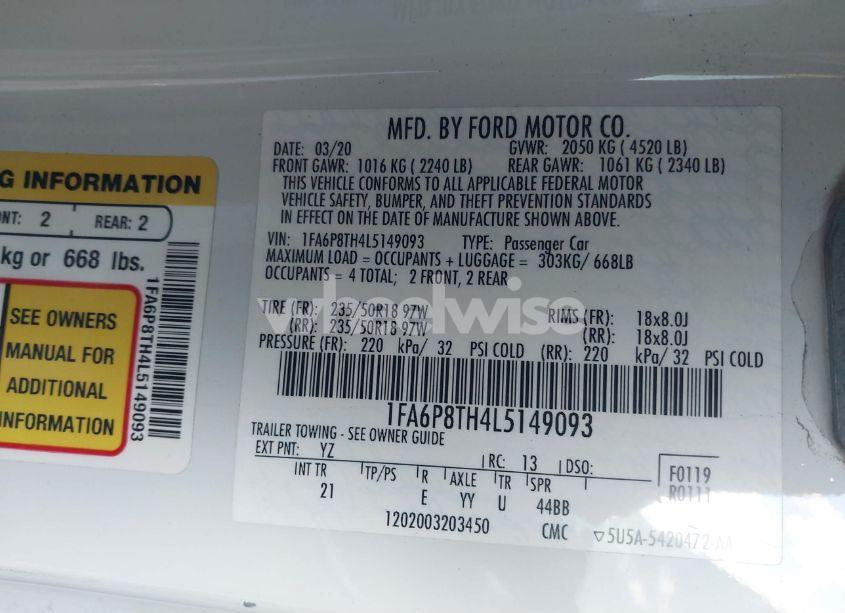 G INFORMATION
NT: 2 REAR: 2
kg or 668 lbs.
SEE OWNERS
MANUAL FOR
ADDITIONAL
INFORMATION
1FA6P8TH4L5149093
MFD. BY FORD MOTOR CO.
DATE: 03/20 GVWR: 2050 KG ( 4520 LB)
FRONT GAWR: 1016 KG ( 2240 LB) REAR GAWR: 1061 KG ( 2340 LB)
THIS VEHICLE CONFORMS TO ALL APPLICABLE FEDERAL MOTOR
VEHICLE SAFETY, BUMPER, AND THEFT PREVENTION STANDARDS
IN EFFECT ON THE DATE OF MANUFACTURE SHOWN ABOVE.
VIN: 1FA6P8TH4L5149093 TYPE: Passenger Car
MAXIMUM LOAD = OCCUPANTS + LUGGAGE = 303KG/ 668LB
OCCUPANTS = 4 TOTAL; 2 FRONT, 2 REAR
TIRE (FR): 235/50R18 97W RIMS (FR): 18x8.0J
(RR): 235/50R18 97W (RR): 18x8.0J
PRESSURE (FR): 220 kPa/ 32 PSI COLD (RR): 220 kPa/ 32 PSI COLD
1FA6P8TH4L5149093
TRAILER TOWING - SEE OWNER GUIDE
EXT PNT: YZ RC: 13 DSO: F0119
INT TR TP/PS R AXLE TR SPR R0111
21 E YY U 44BB
1202003203450 CMC ▽5U5A-5420472-AA